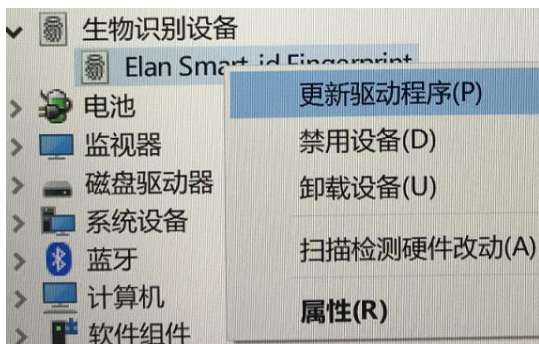 生物识别设备
Elan Smart-id Fingerprint
更新驱动程序(P)
电池
监视器
禁用设备(D)
磁盘驱动器
卸载设备(U)
系统设备
蓝牙
扫描检测硬件改动(A)
计算机
属性(R)
软件组件